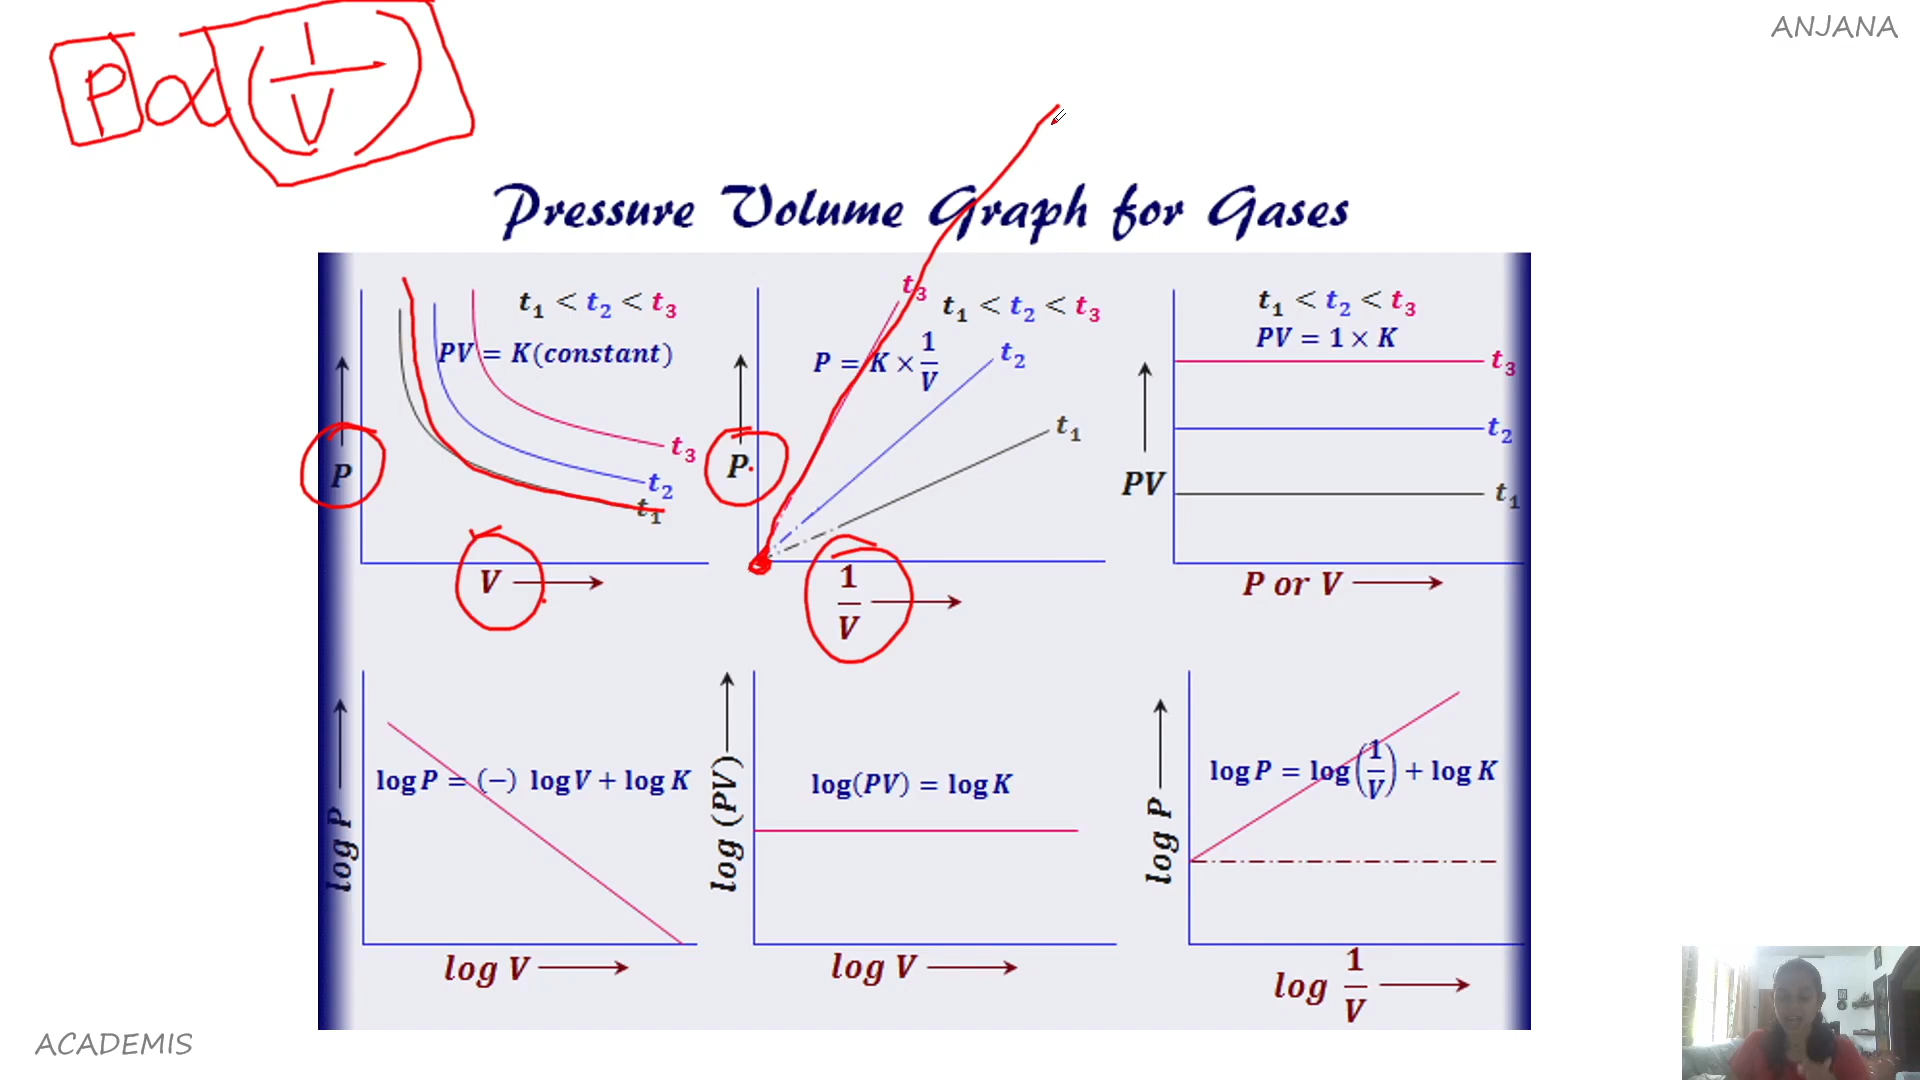 ANJANA
P ∝ (1/V)
Pressure Volume Graph for Gases
t₁ < t₂ < t₃
PV = K(constant)
t₃
t₂
t₁
P
V
t₃
t₁ < t₂ < t₃
P = K × 1/V
t₂
t₁
P
1/V
t₁ < t₂ < t₃
PV = 1 × K
t₃
t₂
t₁
PV
P or V
log P = (−) log V + log K
log P
log V
log(PV) = log K
log (PV)
log V
log P = log(1/V) + log K
log P
log 1/V
ACADEMIS